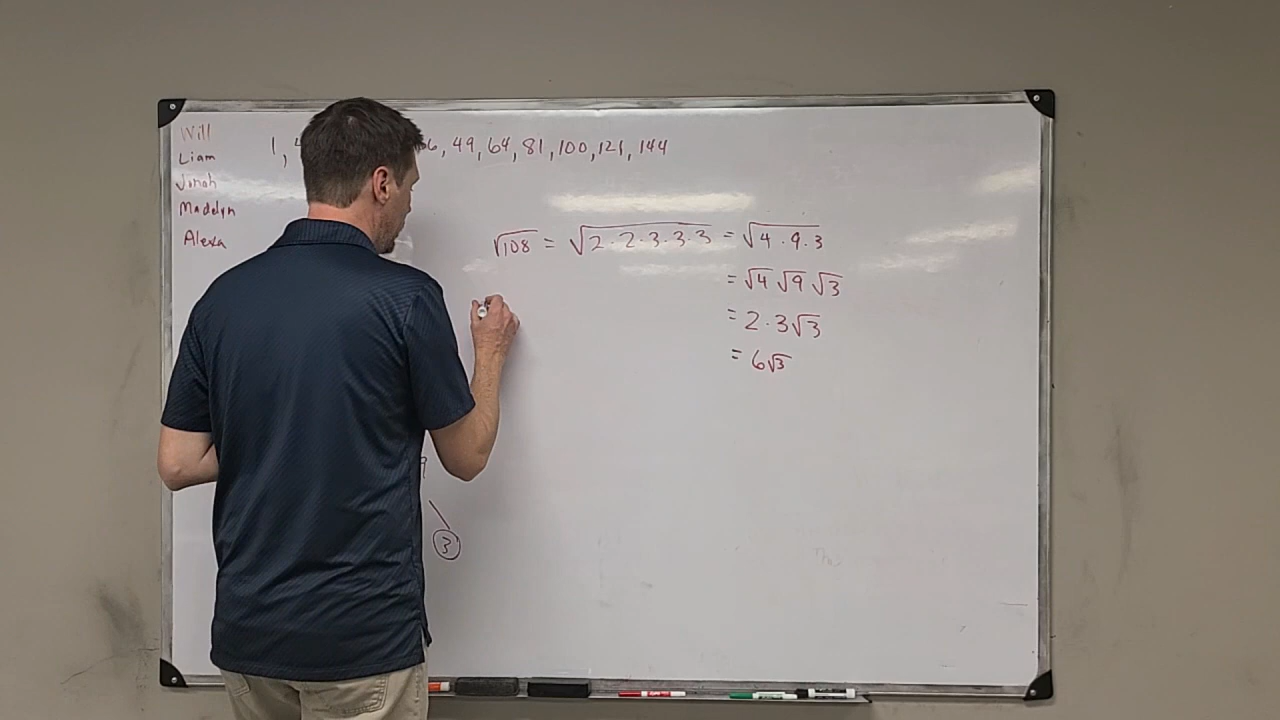 Will
Liam
Jonah
Madelyn
Alexa
1, 49, 64, 81, 100, 121, 144
√108 = √2·2·3·3·3 = √4·9·3
= √4 √9 √3
= 2·3√3
= 6√3
9
3